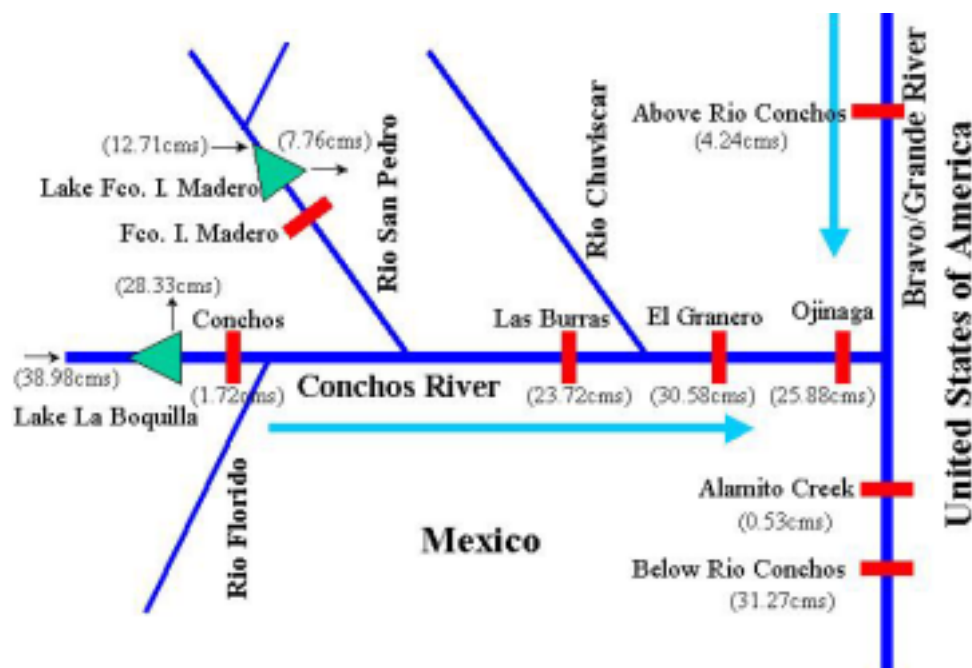 Above Rio Conchos
(4.24cms)
Bravo/Grande River
United States of America
(12.71cms)
(7.76cms)
Lake Fco. I. Madero
Fco. I. Madero
Rio San Pedro
Rio Chuviscar
(28.33cms)
Conchos
Las Burras
El Granero
Ojinaga
(38.98cms)
(1.72cms)
Conchos River
(23.72cms)
(30.58cms)
(25.88cms)
Lake La Boquilla
Rio Florido
Mexico
Alamito Creek
(0.53cms)
Below Rio Conchos
(31.27cms)